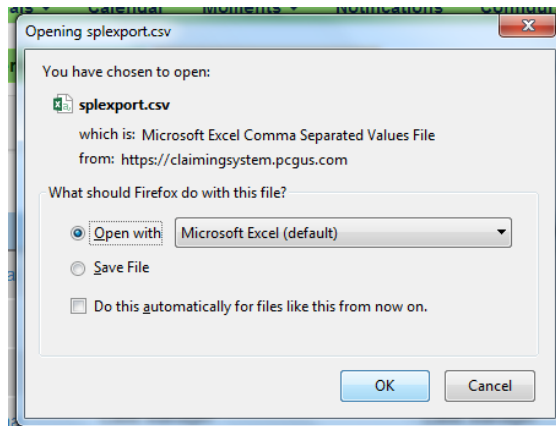 Calendar Moments Notifications
Opening splexport.csv
You have chosen to open:
splexport.csv
which is: Microsoft Excel Comma Separated Values File
from: https://claimingsystem.pcgus.com
What should Firefox do with this file?
Open with Microsoft Excel (default)
Save File
Do this automatically for files like this from now on.
OK Cancel